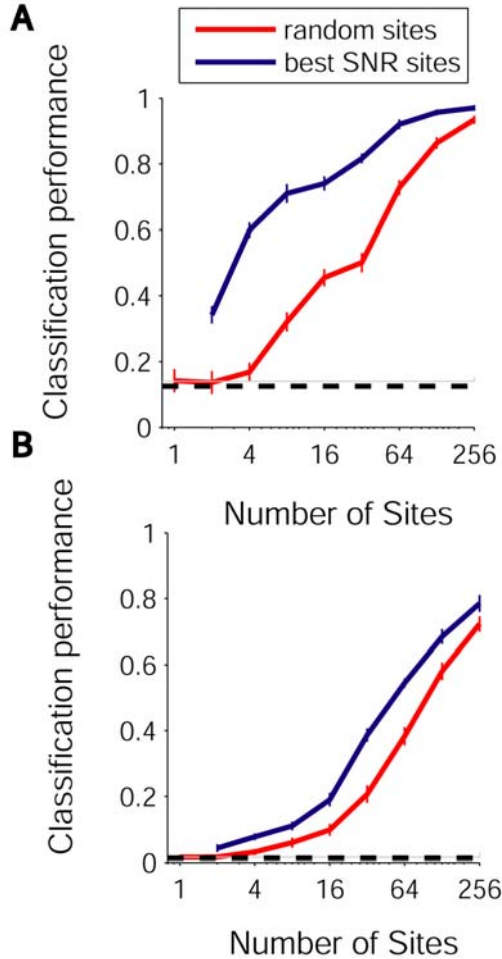 A
random sites
best SNR sites
Classification performance
1
0.8
0.6
0.4
0.2
0
1 4 16 64 256
Number of Sites
B
Classification performance
1
0.8
0.6
0.4
0.2
0
1 4 16 64 256
Number of Sites